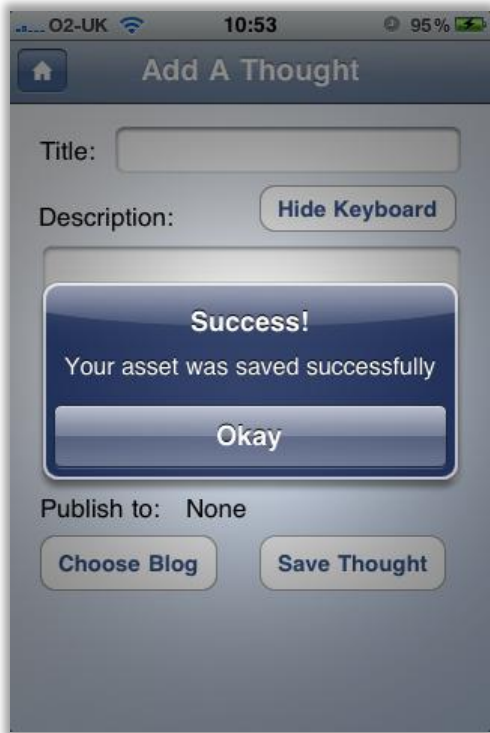 O2-UK 10:53 95%
Add A Thought
Title:
Description: Hide Keyboard
Success!
Your asset was saved successfully
Okay
Publish to: None
Choose Blog Save Thought